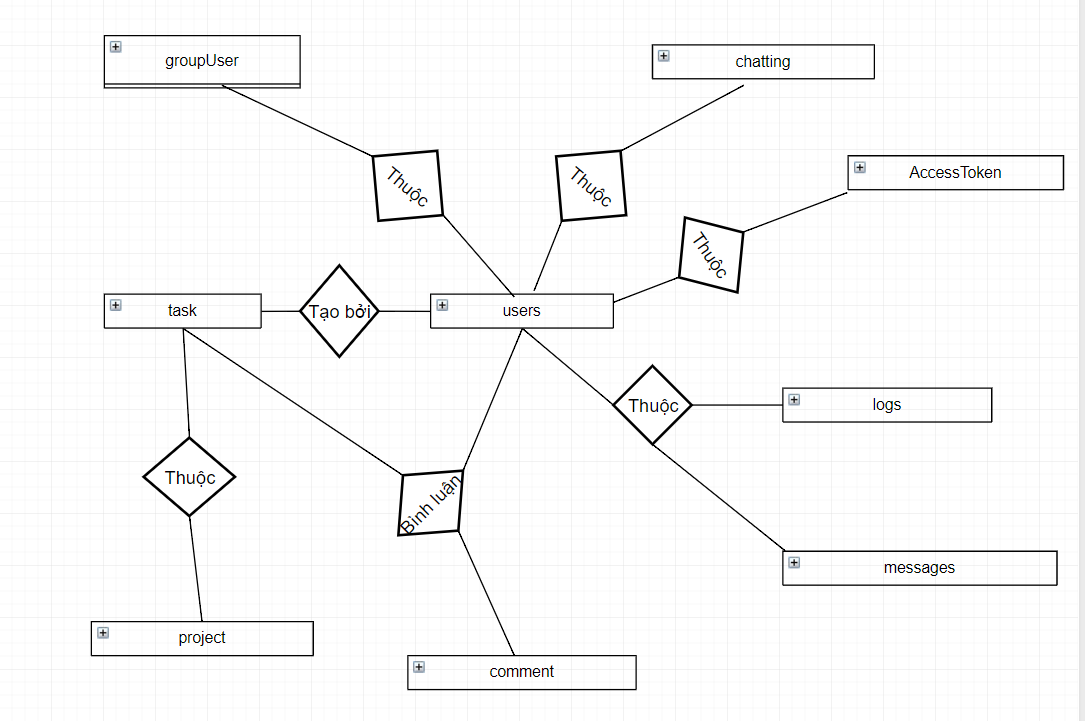 groupUser
chatting
Thuộc
Thuộc
AccessToken
Thuộc
task
Tạo bởi
users
Thuộc
logs
Thuộc
Bình luận
messages
project
comment